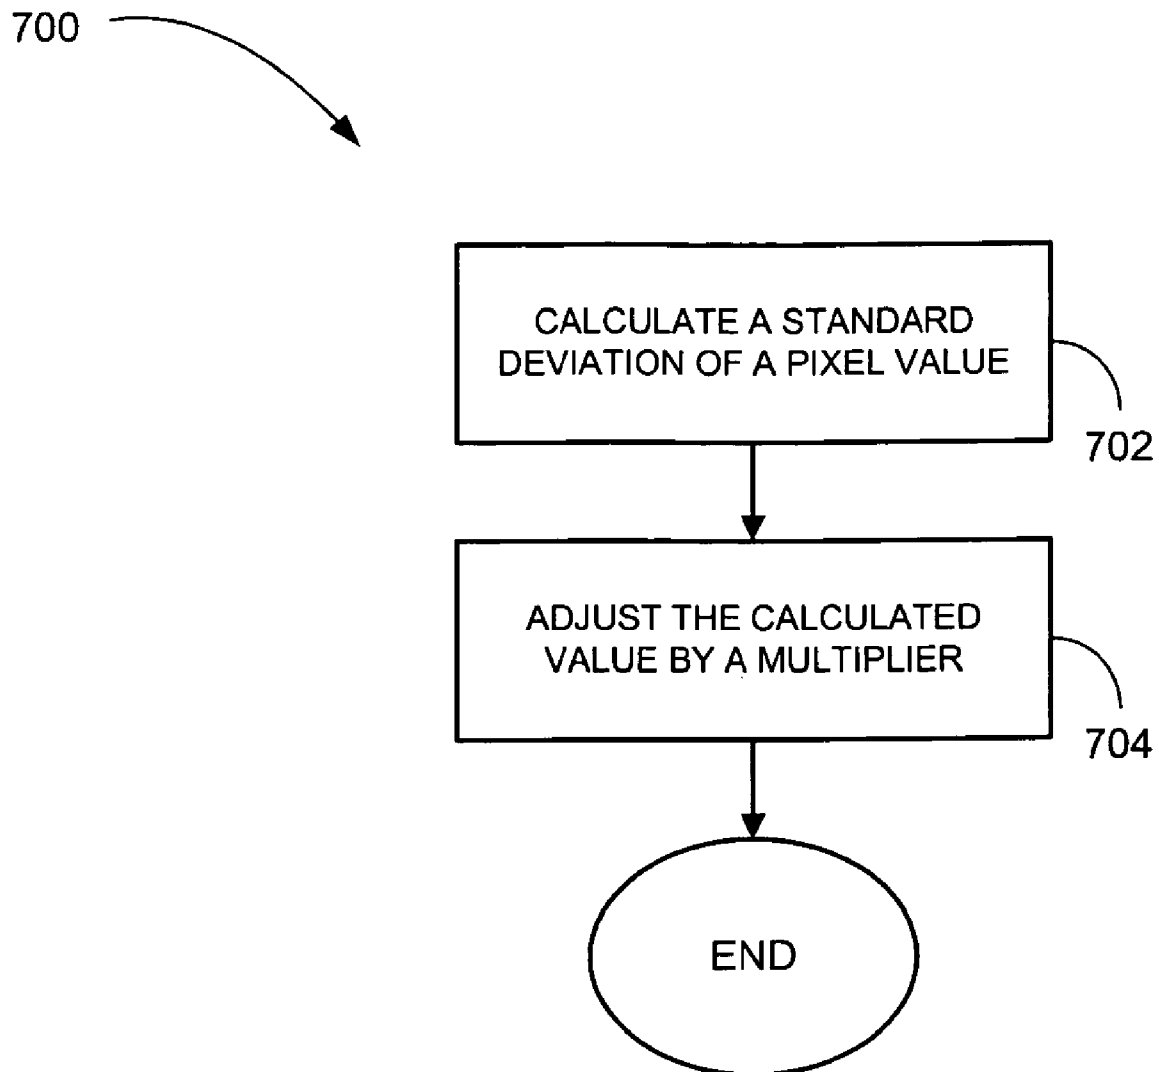 700
CALCULATE A STANDARD
DEVIATION OF A PIXEL VALUE
702
ADJUST THE CALCULATED
VALUE BY A MULTIPLIER
704
END